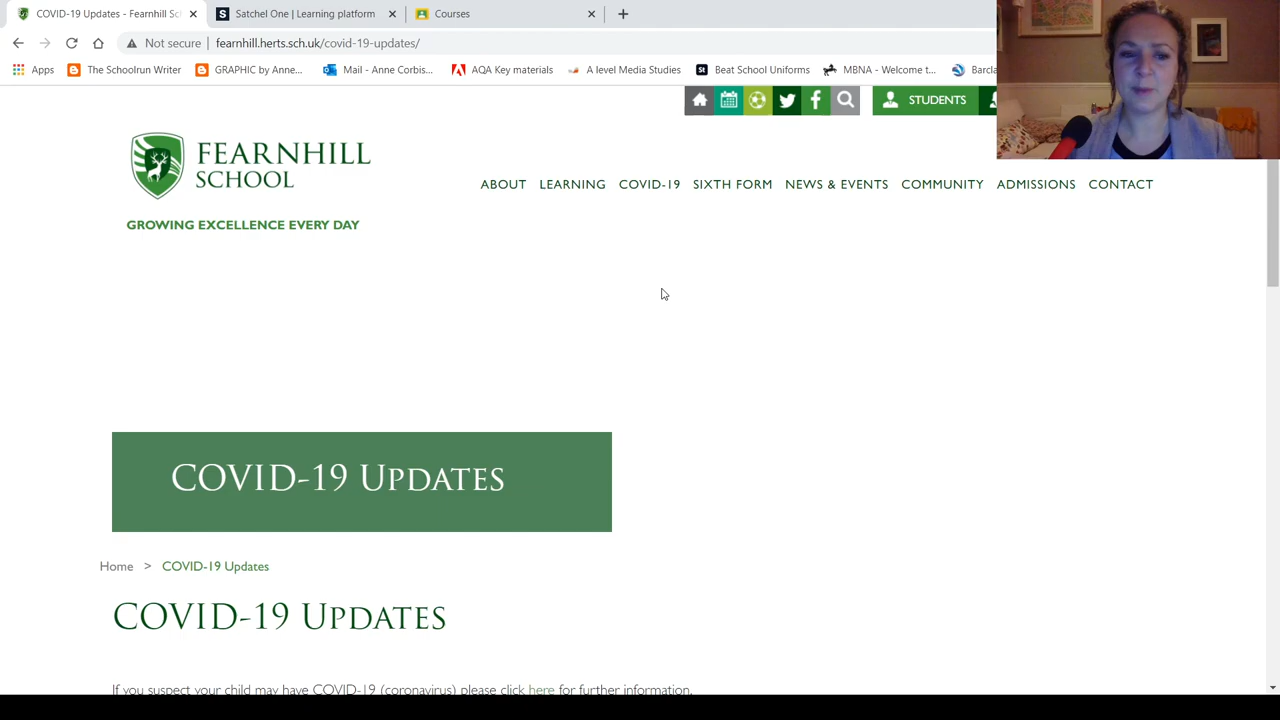 COVID-19 Updates - Fearnhill Sc
Satchel One | Learning platform
Courses
Not secure
fearnhill.herts.sch.uk/covid-19-updates/
Apps
The Schoolrun Writer
GRAPHIC by Anne...
Mail - Anne Corbis...
AQA Key materials
A level Media Studies
St Beat School Uniforms
MBNA - Welcome t...
Barcla
STUDENTS
FEARNHILL
SCHOOL
GROWING EXCELLENCE EVERY DAY
ABOUT
LEARNING
COVID-19
SIXTH FORM
NEWS & EVENTS
COMMUNITY
ADMISSIONS
CONTACT
COVID-19 Updates
Home > COVID-19 Updates
COVID-19 Updates
If you suspect your child may have COVID-19 (coronavirus) please click here for further information.